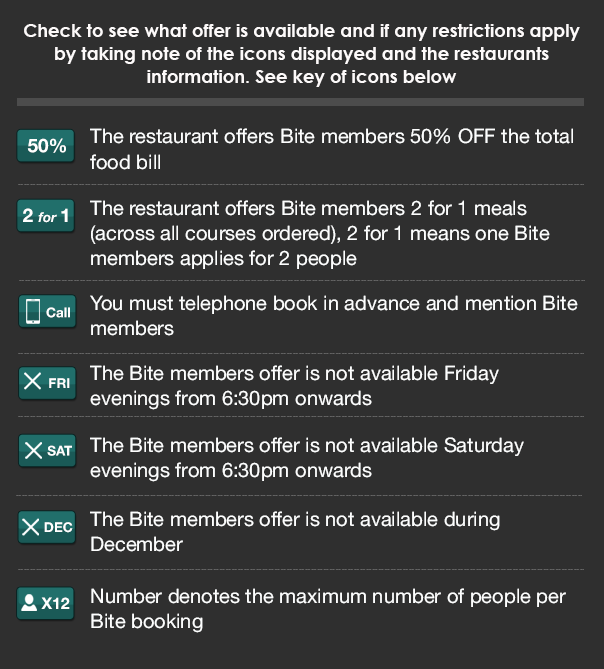 Check to see what offer is available and if any restrictions apply
by taking note of the icons displayed and the restaurants
information. See key of icons below
50%
The restaurant offers Bite members 50% OFF the total
food bill
2 for 1
The restaurant offers Bite members 2 for 1 meals
(across all courses ordered), 2 for 1 means one Bite
members applies for 2 people
Call
You must telephone book in advance and mention Bite
members
X FRI
The Bite members offer is not available Friday
evenings from 6:30pm onwards
X SAT
The Bite members offer is not available Saturday
evenings from 6:30pm onwards
X DEC
The Bite members offer is not available during
December
X12
Number denotes the maximum number of people per
Bite booking